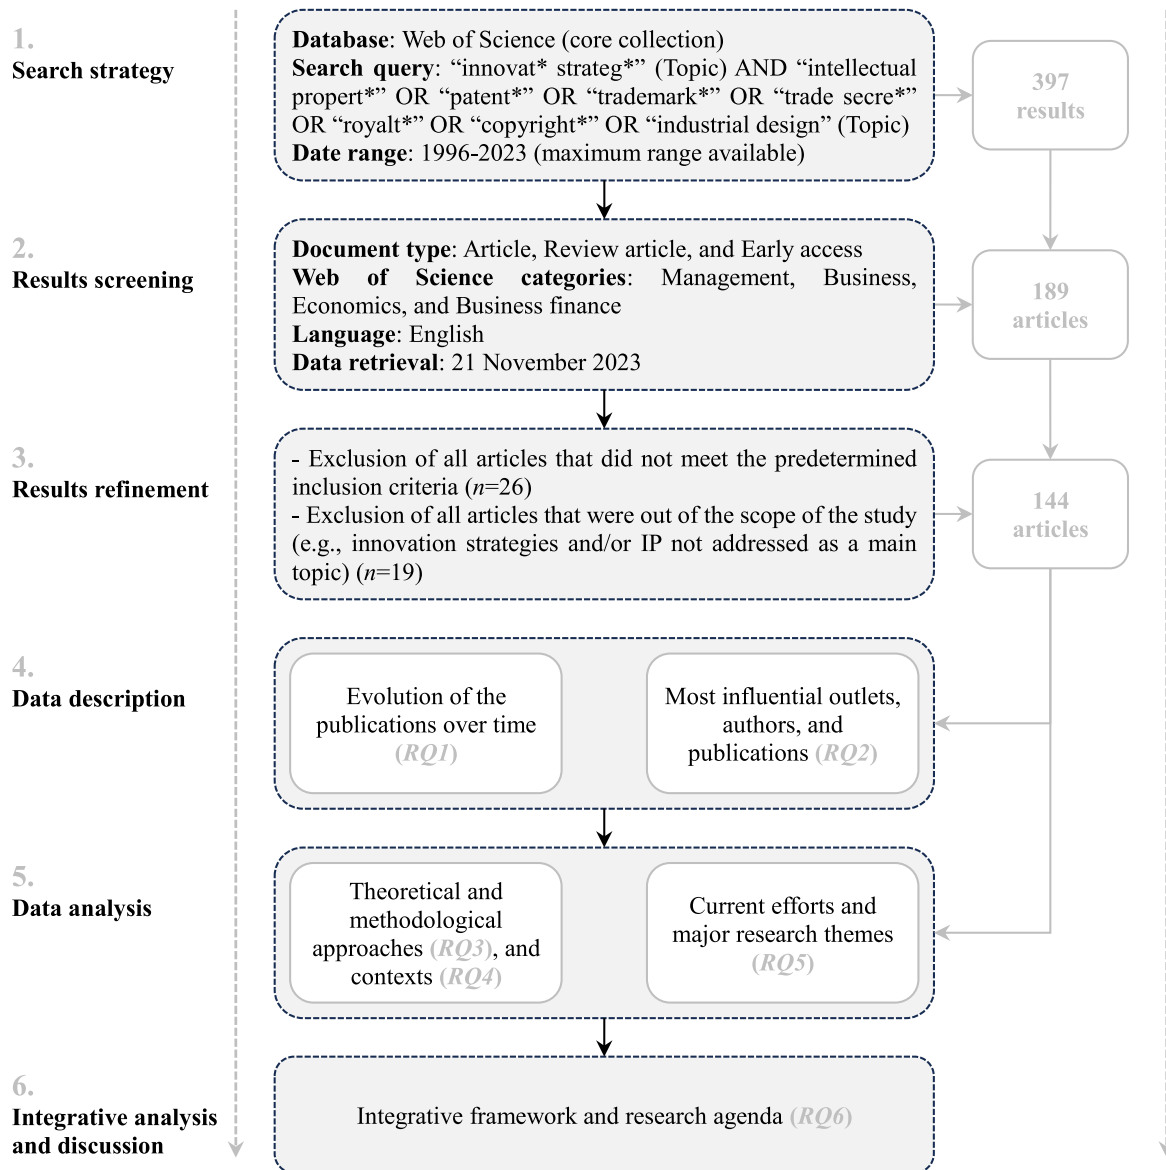 1.
Search strategy
Database: Web of Science (core collection)
Search query: “innovat* strateg*” (Topic) AND “intellectual
propert*” OR “patent*” OR “trademark*” OR “trade secre*”
OR “royalt*” OR “copyright*” OR “industrial design” (Topic)
Date range: 1996-2023 (maximum range available)
397
results
2.
Results screening
Document type: Article, Review article, and Early access
Web of Science categories: Management, Business,
Economics, and Business finance
Language: English
Data retrieval: 21 November 2023
189
articles
3.
Results refinement
- Exclusion of all articles that did not meet the predetermined
inclusion criteria (n=26)
- Exclusion of all articles that were out of the scope of the study
(e.g., innovation strategies and/or IP not addressed as a main
topic) (n=19)
144
articles
4.
Data description
Evolution of the
publications over time
(RQ1)
Most influential outlets,
authors, and
publications (RQ2)
5.
Data analysis
Theoretical and
methodological
approaches (RQ3), and
contexts (RQ4)
Current efforts and
major research themes
(RQ5)
6.
Integrative analysis
and discussion
Integrative framework and research agenda (RQ6)